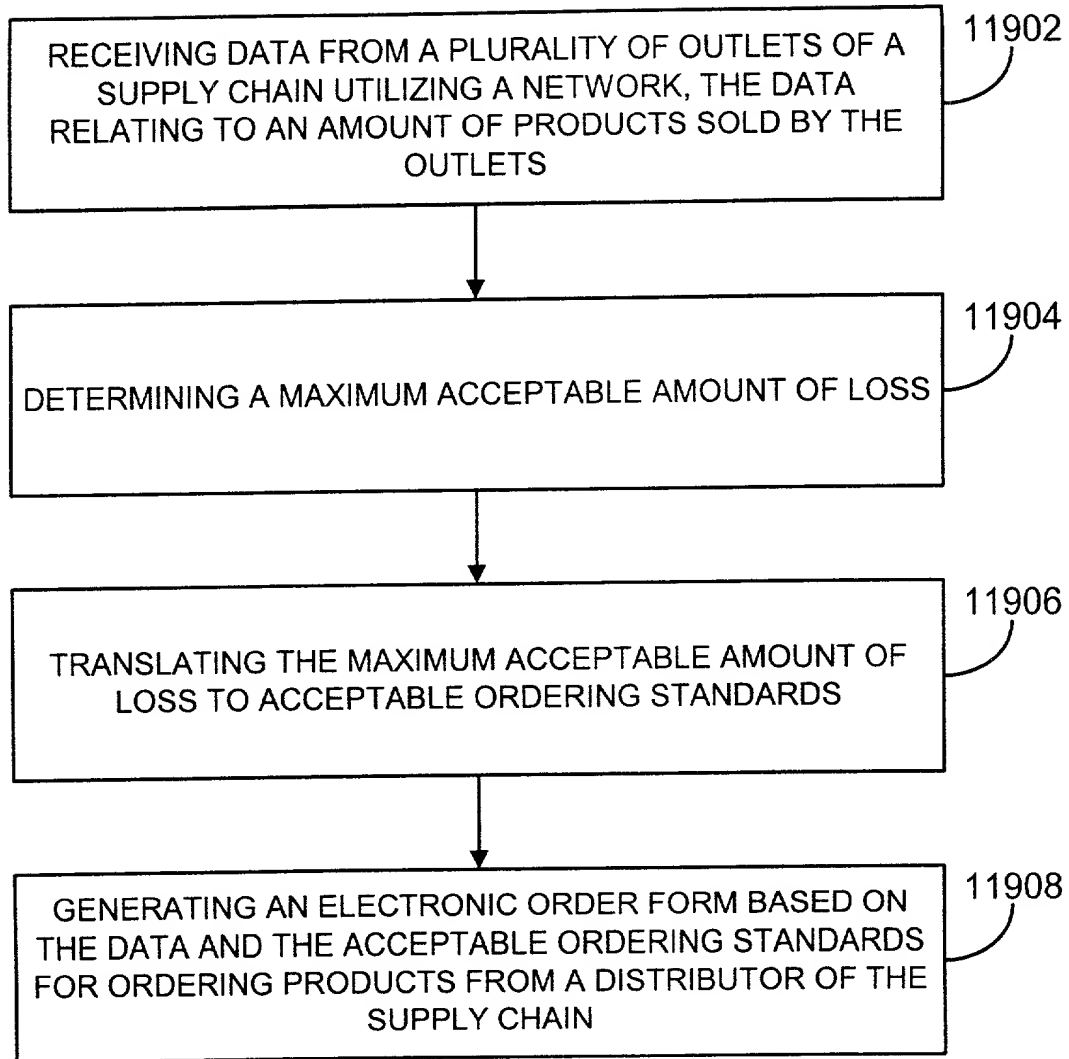 RECEIVING DATA FROM A PLURALITY OF OUTLETS OF A
SUPPLY CHAIN UTILIZING A NETWORK, THE DATA
RELATING TO AN AMOUNT OF PRODUCTS SOLD BY THE
OUTLETS
11902
DETERMINING A MAXIMUM ACCEPTABLE AMOUNT OF LOSS
11904
TRANSLATING THE MAXIMUM ACCEPTABLE AMOUNT OF
LOSS TO ACCEPTABLE ORDERING STANDARDS
11906
GENERATING AN ELECTRONIC ORDER FORM BASED ON
THE DATA AND THE ACCEPTABLE ORDERING STANDARDS
FOR ORDERING PRODUCTS FROM A DISTRIBUTOR OF THE
SUPPLY CHAIN
11908